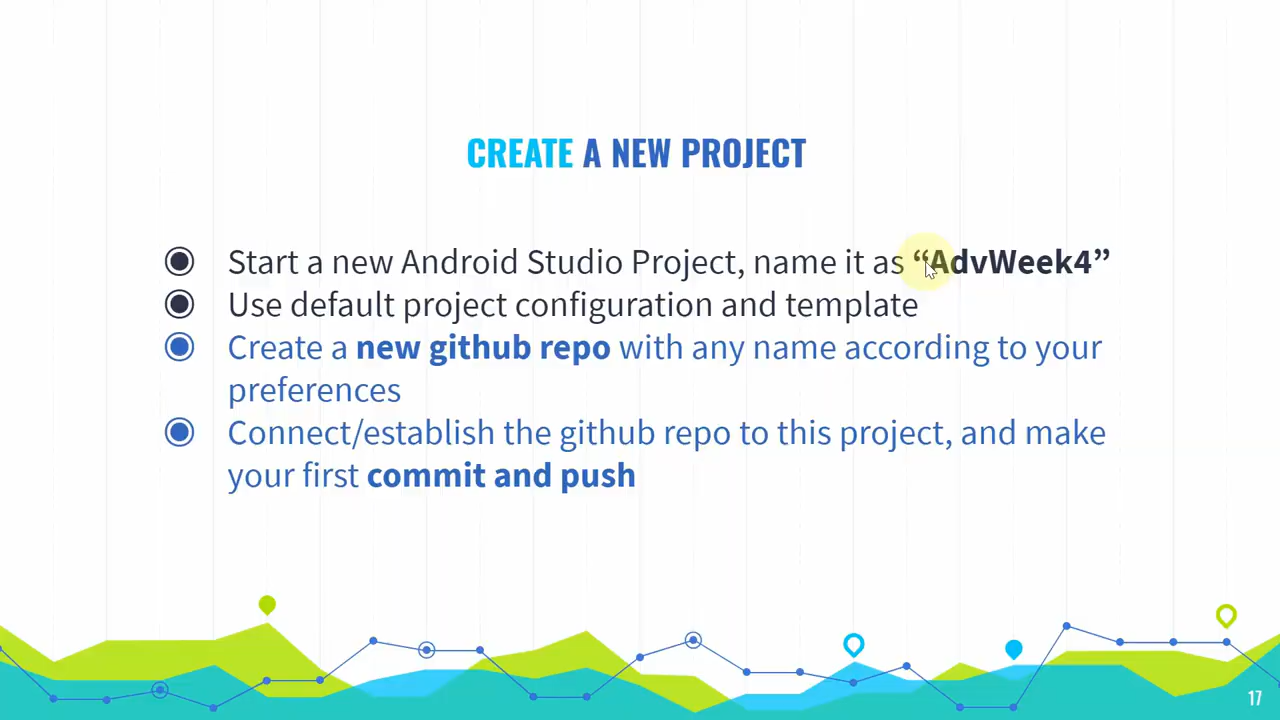 CREATE A NEW PROJECT
Start a new Android Studio Project, name it as “AdvWeek4”
Use default project configuration and template
Create a new github repo with any name according to your
preferences
Connect/establish the github repo to this project, and make
your first commit and push
17